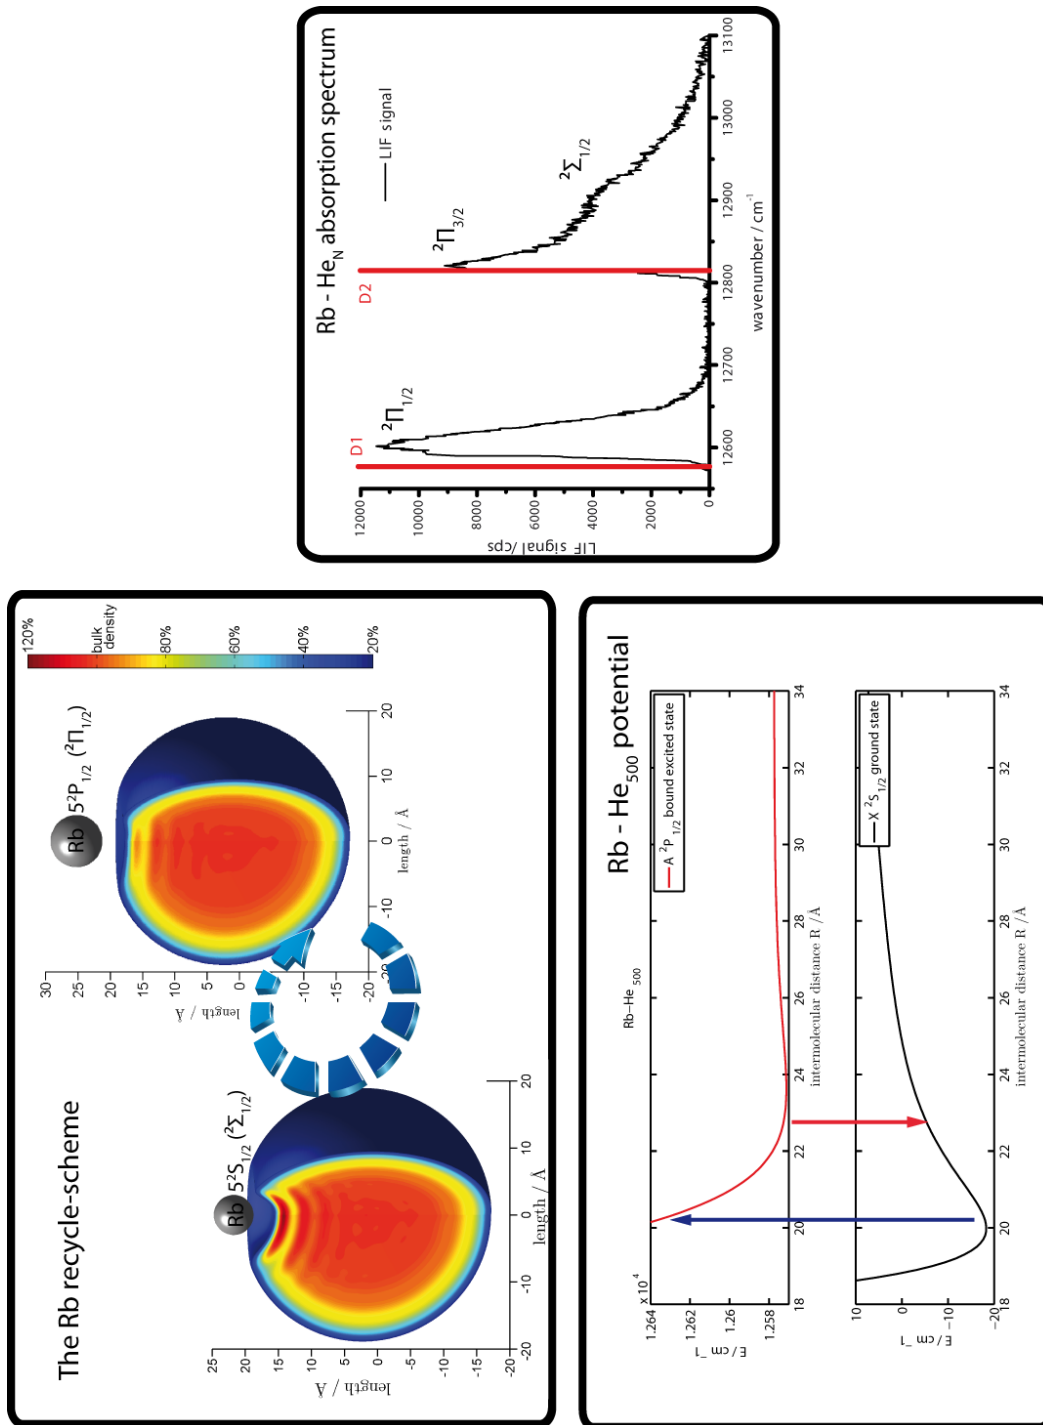 The Rb recycle-scheme
Rb 5²S₁/₂ (²Σ₁/₂)
25
20
15
10
5
0
-5
-10
-15
-20
length / Å
-20
-10
0
10
20
length / Å
Rb 5²P₁/₂ (²Π₁/₂)
30
25
20
15
10
5
0
-5
-10
-15
-20
length / Å
-20
-10
0
10
20
length / Å
120%
bulk density
80%
60%
40%
20%
Rb - He_N absorption spectrum
LIF signal
D1
²Π₁/₂
D2
²Π₃/₂
²Σ₁/₂
12000
10000
8000
6000
4000
2000
0
LIF signal/cps
12600
12700
12800
12900
13000
13100
wavenumber / cm⁻¹
Rb - He₅₀₀ potential
Rb−He ₅₀₀
x 10⁴
1.264
1.262
1.26
1.258
E / cm⁻¹
A ²P₁/₂ bound excited state
18
20
22
24
26
28
30
32
34
intermolecular distance R / Å
10
0
−10
−20
E / cm⁻¹
X ²S₁/₂ ground state
18
20
22
24
26
28
30
32
34
intermolecular distance R / Å